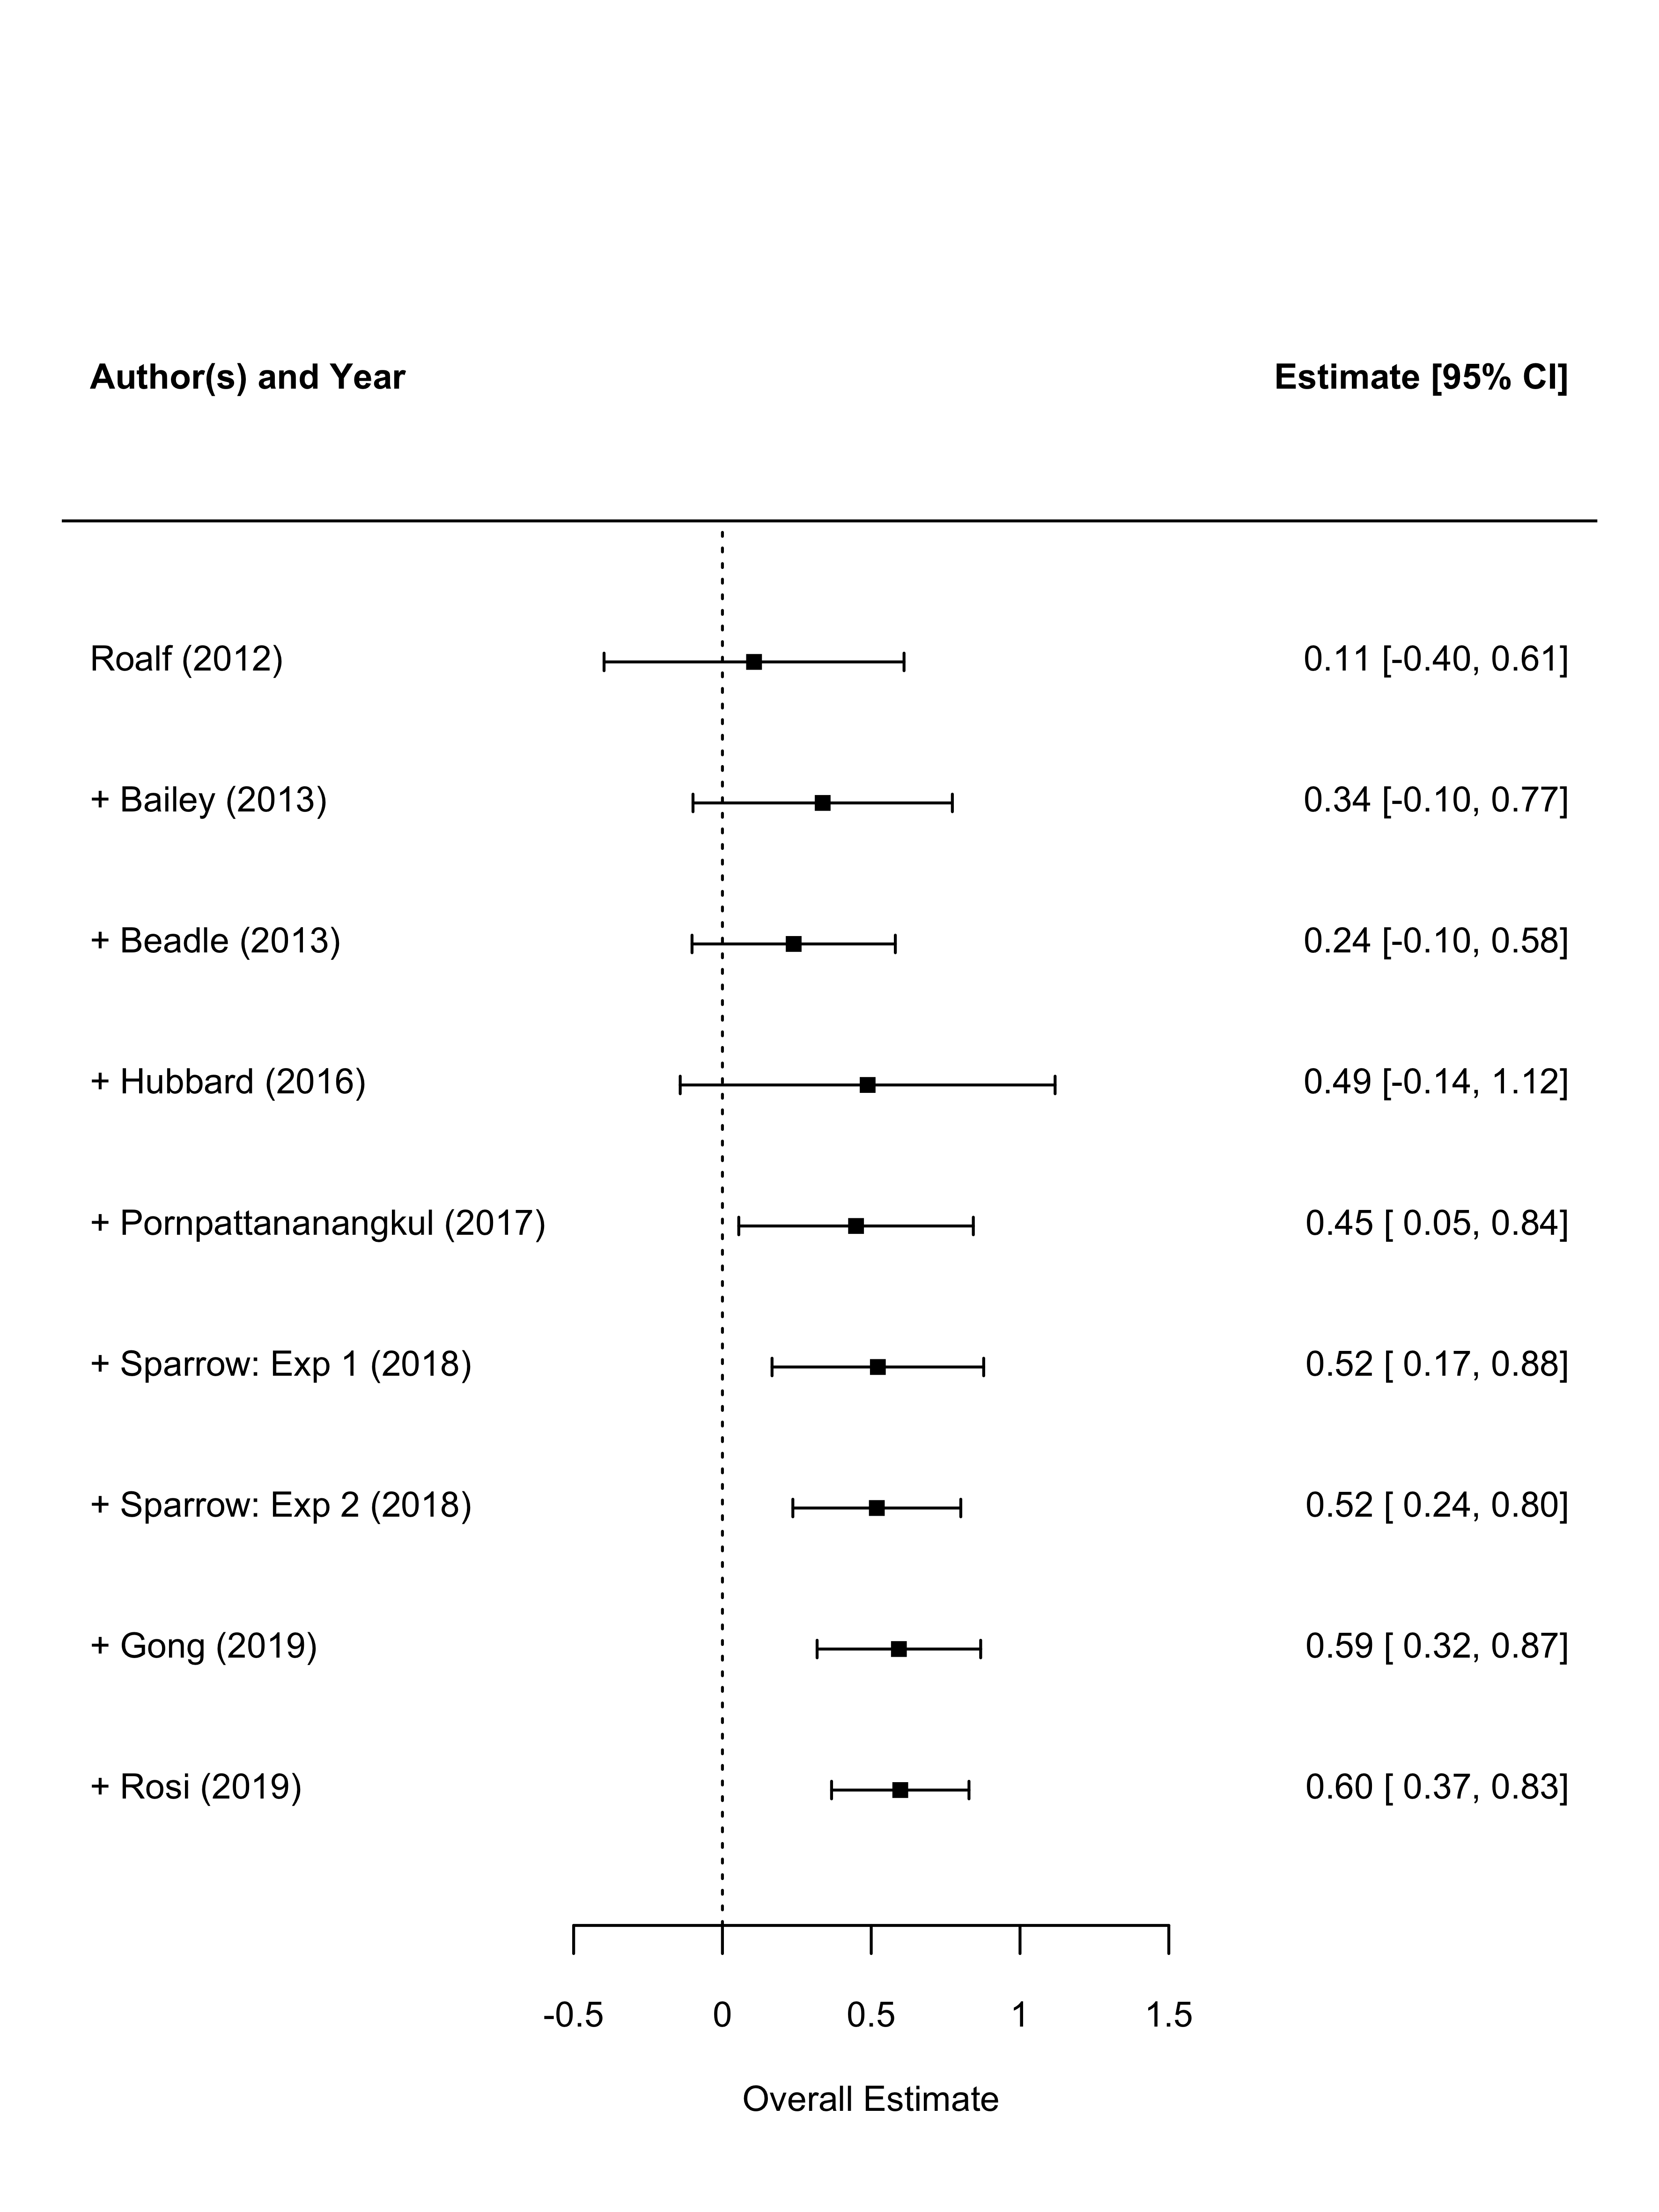 Author(s) and Year Estimate [95% CI]
Roalf (2012) 0.11 [-0.40, 0.61]
+ Bailey (2013) 0.34 [-0.10, 0.77]
+ Beadle (2013) 0.24 [-0.10, 0.58]
+ Hubbard (2016) 0.49 [-0.14, 1.12]
+ Pornpattananangkul (2017) 0.45 [ 0.05, 0.84]
+ Sparrow: Exp 1 (2018) 0.52 [ 0.17, 0.88]
+ Sparrow: Exp 2 (2018) 0.52 [ 0.24, 0.80]
+ Gong (2019) 0.59 [ 0.32, 0.87]
+ Rosi (2019) 0.60 [ 0.37, 0.83]
-0.5 0 0.5 1 1.5
Overall Estimate